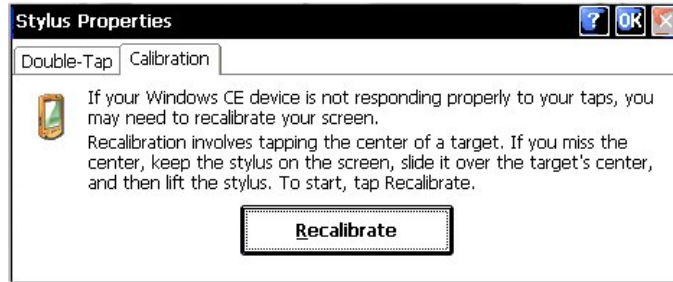 Stylus Properties ? OK ×
Double-Tap Calibration
If your Windows CE device is not responding properly to your taps, you
may need to recalibrate your screen.
Recalibration involves tapping the center of a target. If you miss the
center, keep the stylus on the screen, slide it over the target's center,
and then lift the stylus. To start, tap Recalibrate.
Recalibrate